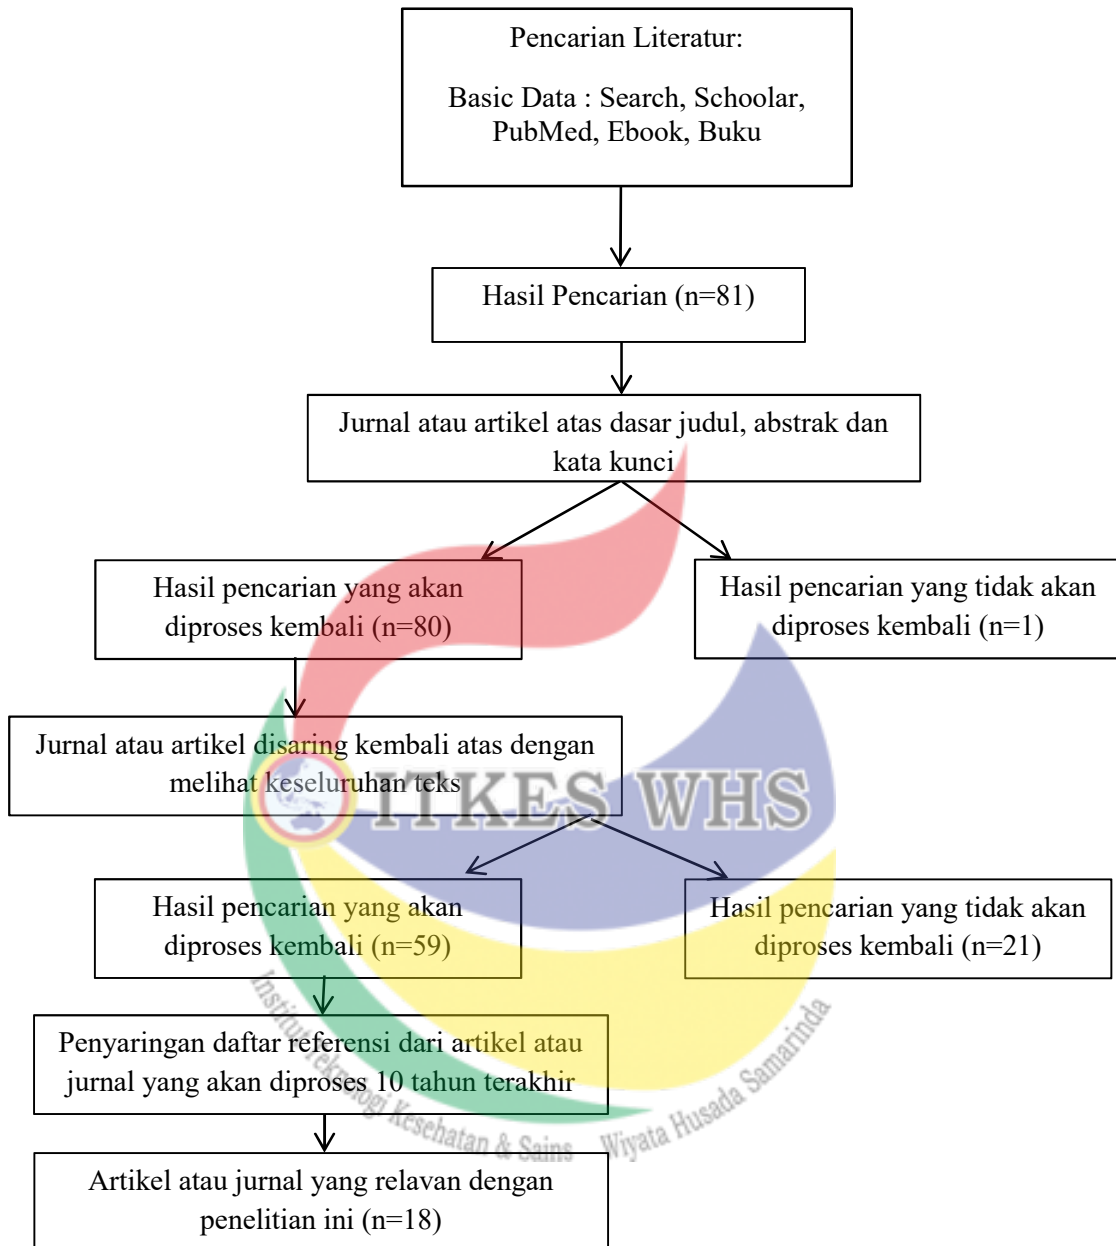 Pencarian Literatur:
Basic Data : Search, Schoolar,
PubMed, Ebook, Buku
Hasil Pencarian (n=81)
Jurnal atau artikel atas dasar judul, abstrak dan
kata kunci
Hasil pencarian yang akan
diproses kembali (n=80)
Hasil pencarian yang tidak akan
diproses kembali (n=1)
Jurnal atau artikel disaring kembali atas dengan
melihat keseluruhan teks
ITKES WHS
Hasil pencarian yang akan
diproses kembali (n=59)
Hasil pencarian yang tidak akan
diproses kembali (n=21)
Penyaringan daftar referensi dari artikel atau
jurnal yang akan diproses 10 tahun terakhir
Institut Teknologi Kesehatan & Sains Wiyata Husada Samarinda
Artikel atau jurnal yang relavan dengan
penelitian ini (n=18)